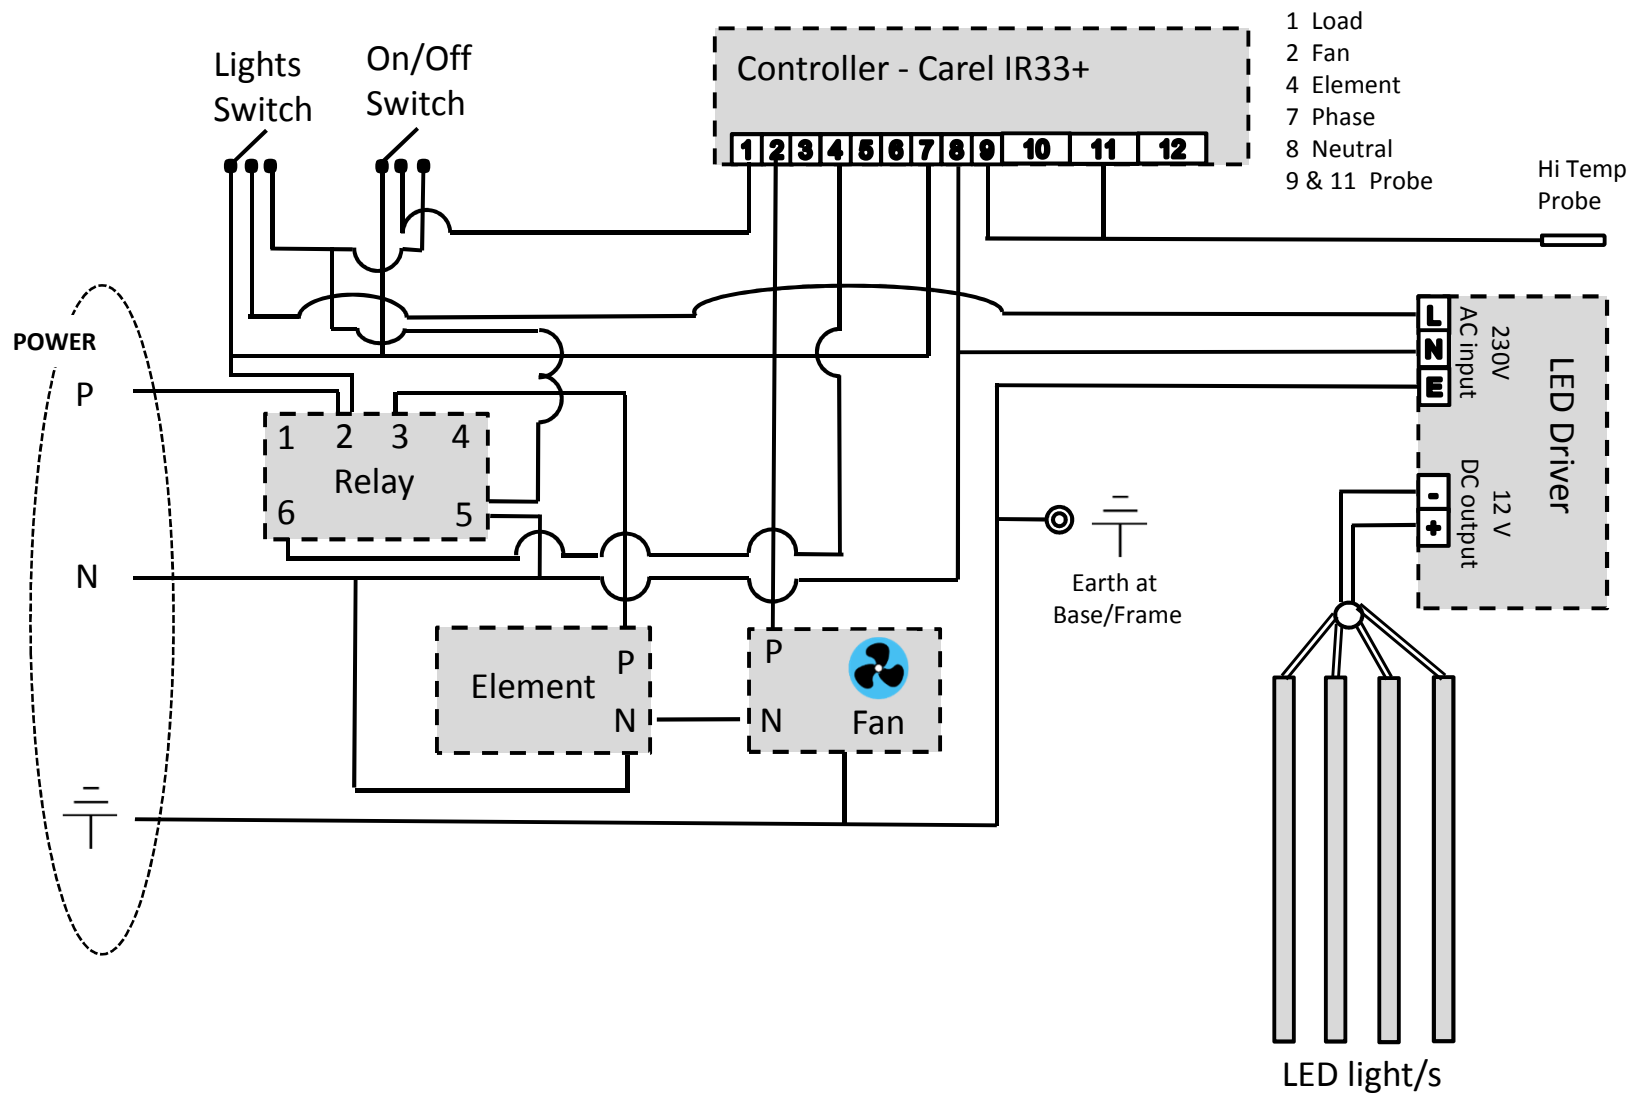 Lights
Switch
On/Off
Switch
Controller - Carel IR33+
1 2 3 4 5 6 7 8 9 10 11 12
1 Load
2 Fan
4 Element
7 Phase
8 Neutral
9 & 11 Probe
Hi Temp
Probe
POWER
P
N
1 2 3 4
Relay
6 5
L
N
E
AC input
230V
-
+
DC output
12 V
LED Driver
Earth at
Base/Frame
P
Element
N
P
N
Fan
LED light/s